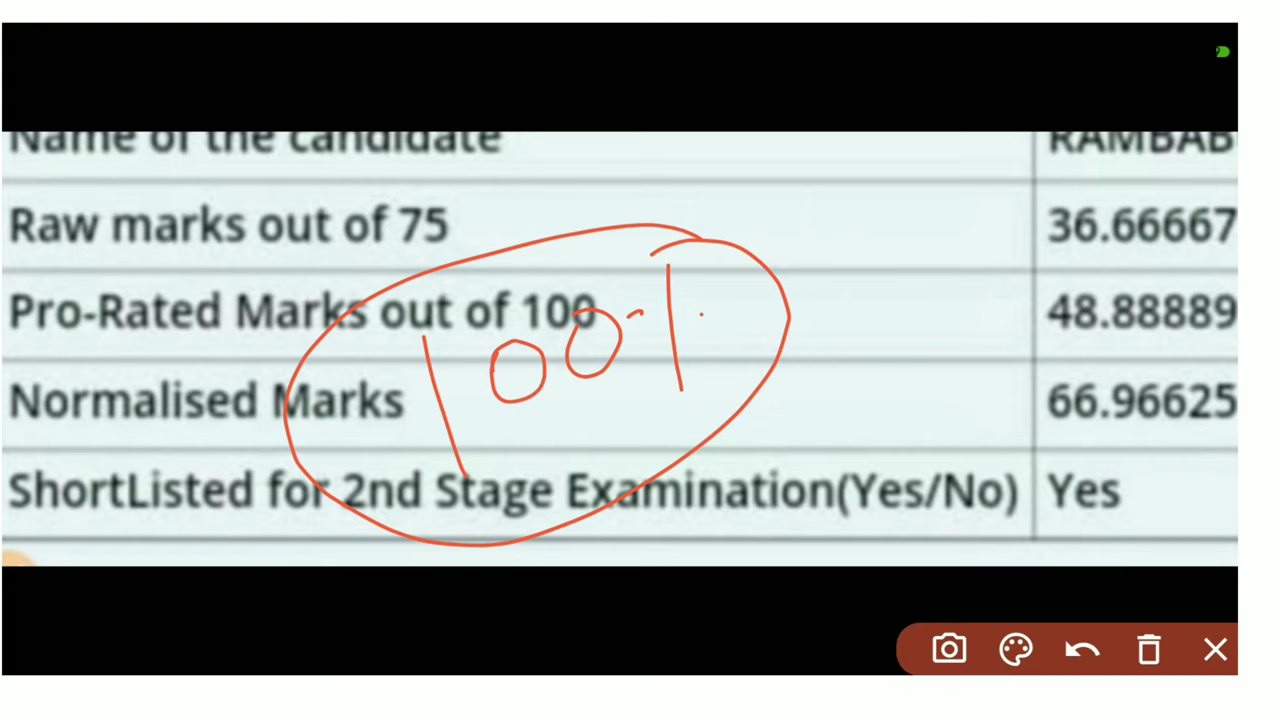 Name of the candidate RAMBAB
Raw marks out of 75 36.66667
Pro-Rated Marks out of 100 48.88889
Normalised Marks 66.96625
100%
ShortListed for 2nd Stage Examination(Yes/No) Yes